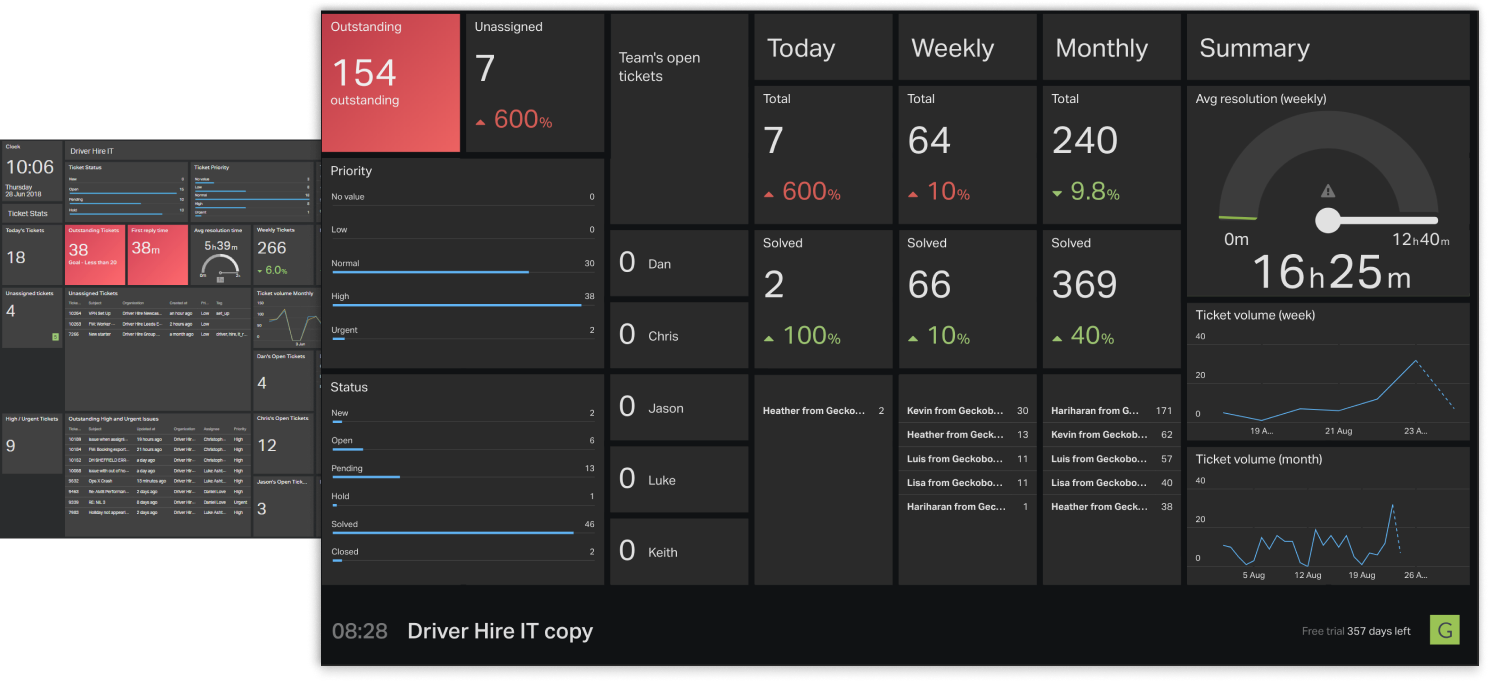 Clock
10:06
Thursday
28 Jun 2018
Ticket Stats
Today's Tickets
18
Unassigned tickets
4
High / Urgent Tickets
9
Driver Hire IT
Ticket Status
New
Open
Pending
Hold
Ticket Priority
No value
Low
Normal
High
Urgent
Outstanding Tickets
38
Goal - Less than 20
First reply time
38m
Avg resolution time
5h39m
Weekly Tickets
266
6.0%
Unassigned Tickets
Ticket volume Monthly
Dan's Open Tickets
4
Outstanding High and Urgent Issues
Chris's Open Tickets
12
Jason's Open Tick...
3
Outstanding
154
outstanding
Unassigned
7
600%
Priority
No value 0
Low 0
Normal 30
High 38
Urgent 2
Status
New 2
Open 6
Pending 13
Hold 1
Solved 46
Closed 2
Team's open
tickets
0 Dan
0 Chris
0 Jason
0 Luke
0 Keith
Today
Total
7
600%
Solved
2
100%
Heather from Gecko... 2
Weekly
Total
64
10%
Solved
66
10%
Kevin from Geckob... 30
Heather from Geck... 13
Luis from Geckobo... 11
Lisa from Geckobo... 11
Hariharan from Gec... 1
Monthly
Total
240
9.8%
Solved
369
40%
Hariharan from G... 171
Kevin from Geckob... 62
Luis from Geckob... 57
Lisa from Geckob... 40
Heather from Geck... 38
Summary
Avg resolution (weekly)
0m 12h40m
16h25m
Ticket volume (week)
40
20
0
19 A... 21 Aug 23 A...
Ticket volume (month)
40
20
0
5 Aug 12 Aug 19 Aug 26 A...
08:28 Driver Hire IT copy
Free trial 357 days left
G